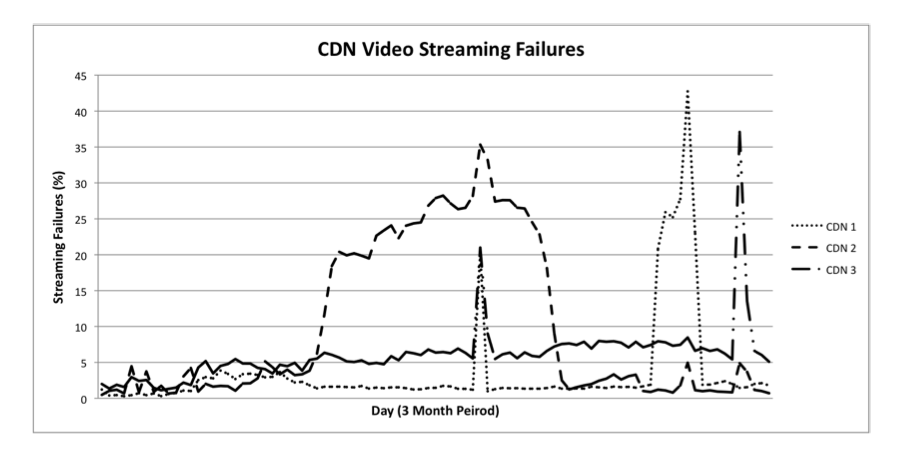 CDN Video Streaming Failures
45
40
35
30
25
20
15
10
5
0
Streaming Failures (%)
Day (3 Month Peirod)
CDN 1
CDN 2
CDN 3